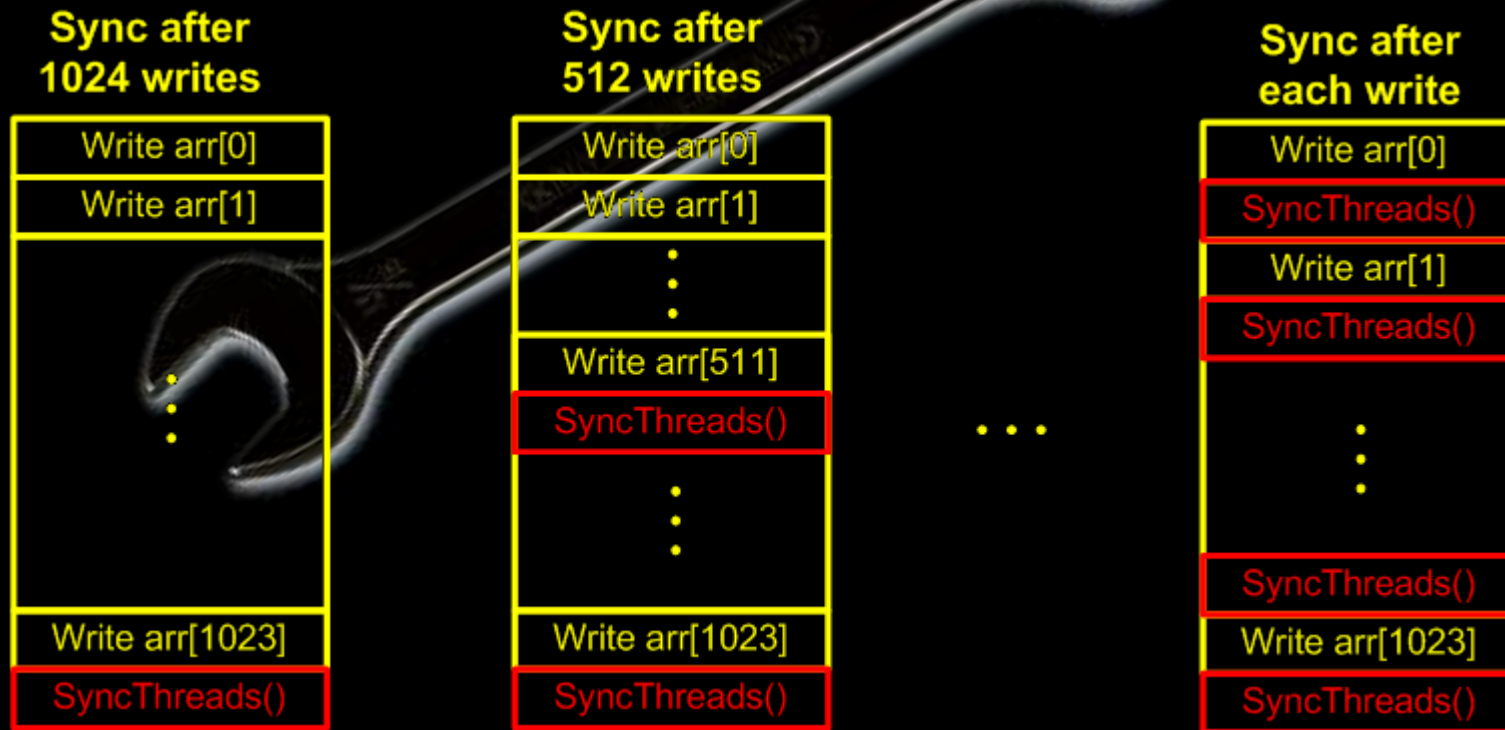 Sync after
1024 writes
Write arr[0]
Write arr[1]
Write arr[1023]
SyncThreads()
Sync after
512 writes
Write arr[0]
Write arr[1]
Write arr[511]
SyncThreads()
Write arr[1023]
SyncThreads()
Sync after
each write
Write arr[0]
SyncThreads()
Write arr[1]
SyncThreads()
SyncThreads()
Write arr[1023]
SyncThreads()